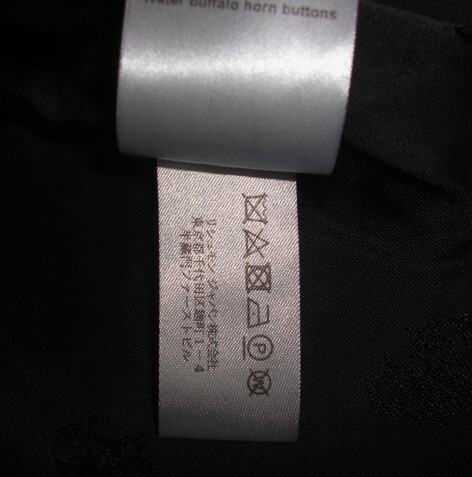 Water buffalo horn buttons
リシュモン ジャパン株式会社
東京都千代田区麹町1-4
半蔵門ファーストビル